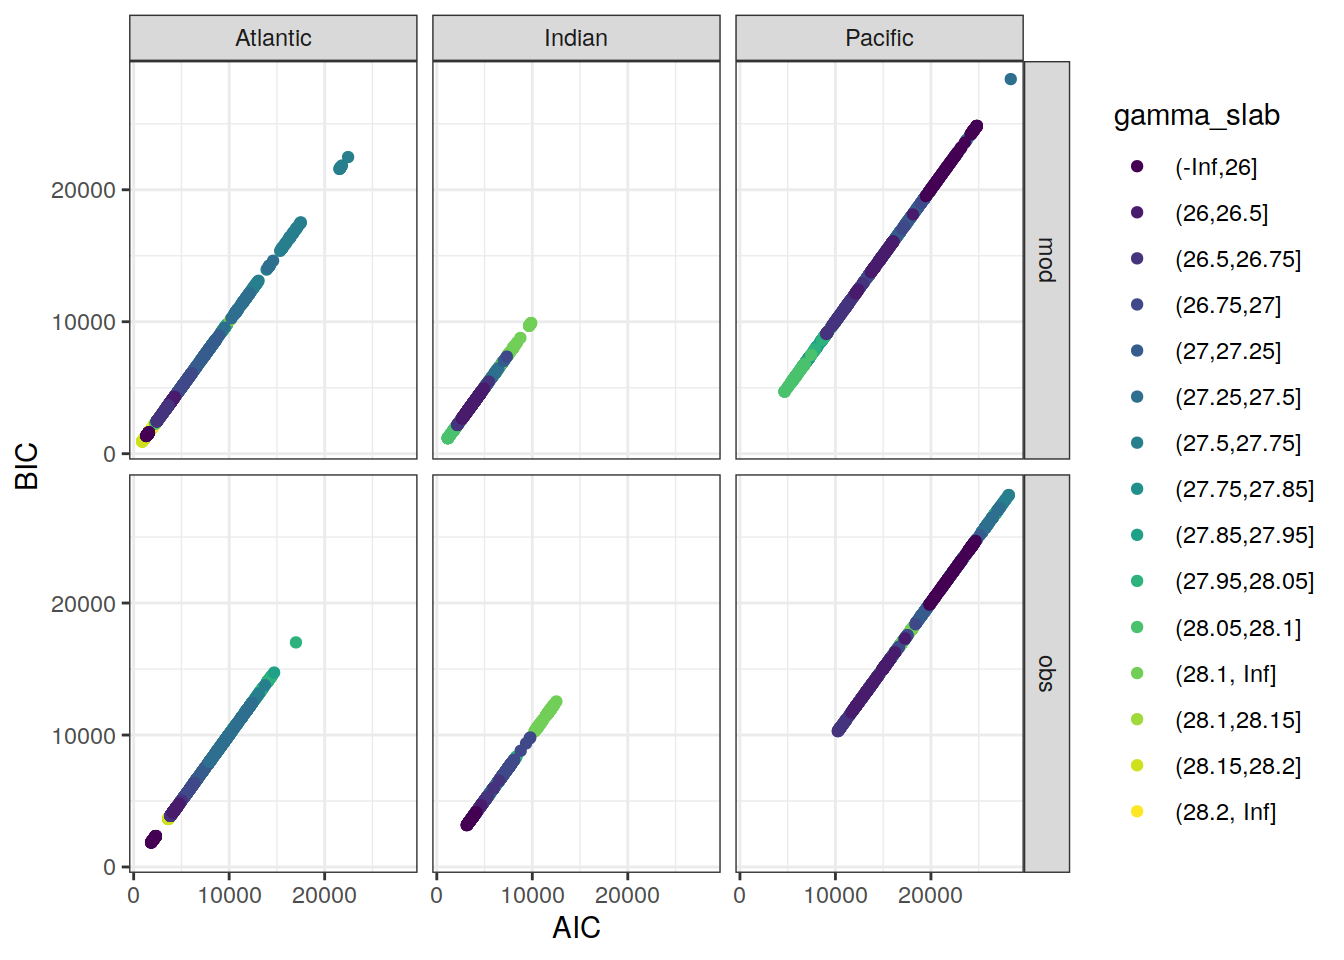 Atlantic
Indian
Pacific
mod
obs
20000
10000
0
20000
10000
0
BIC
0
10000
20000
0
10000
20000
0
10000
20000
AIC
gamma_slab
(-Inf,26]
(26,26.5]
(26.5,26.75]
(26.75,27]
(27,27.25]
(27.25,27.5]
(27.5,27.75]
(27.75,27.85]
(27.85,27.95]
(27.95,28.05]
(28.05,28.1]
(28.1, Inf]
(28.1,28.15]
(28.15,28.2]
(28.2, Inf]